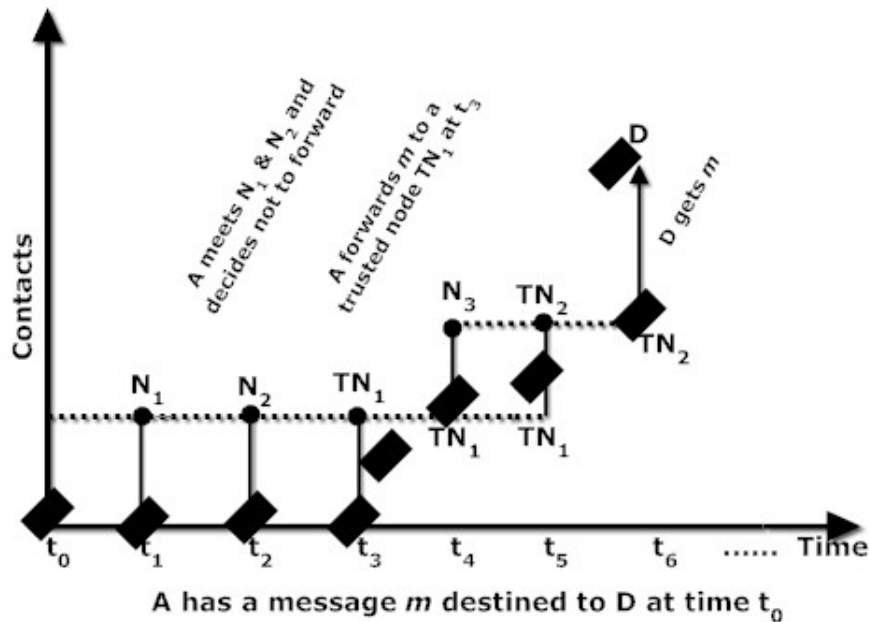 A meets N₁ & N₂ and
decides not to forward
A forwards m to a
trusted node TN₁ at t₃
D
D gets m
Contacts
N₃ TN₂
TN₂
N₁ N₂ TN₁
TN₁ TN₁
t₀ t₁ t₂ t₃ t₄ t₅ t₆ ...... Time
A has a message m destined to D at time t₀